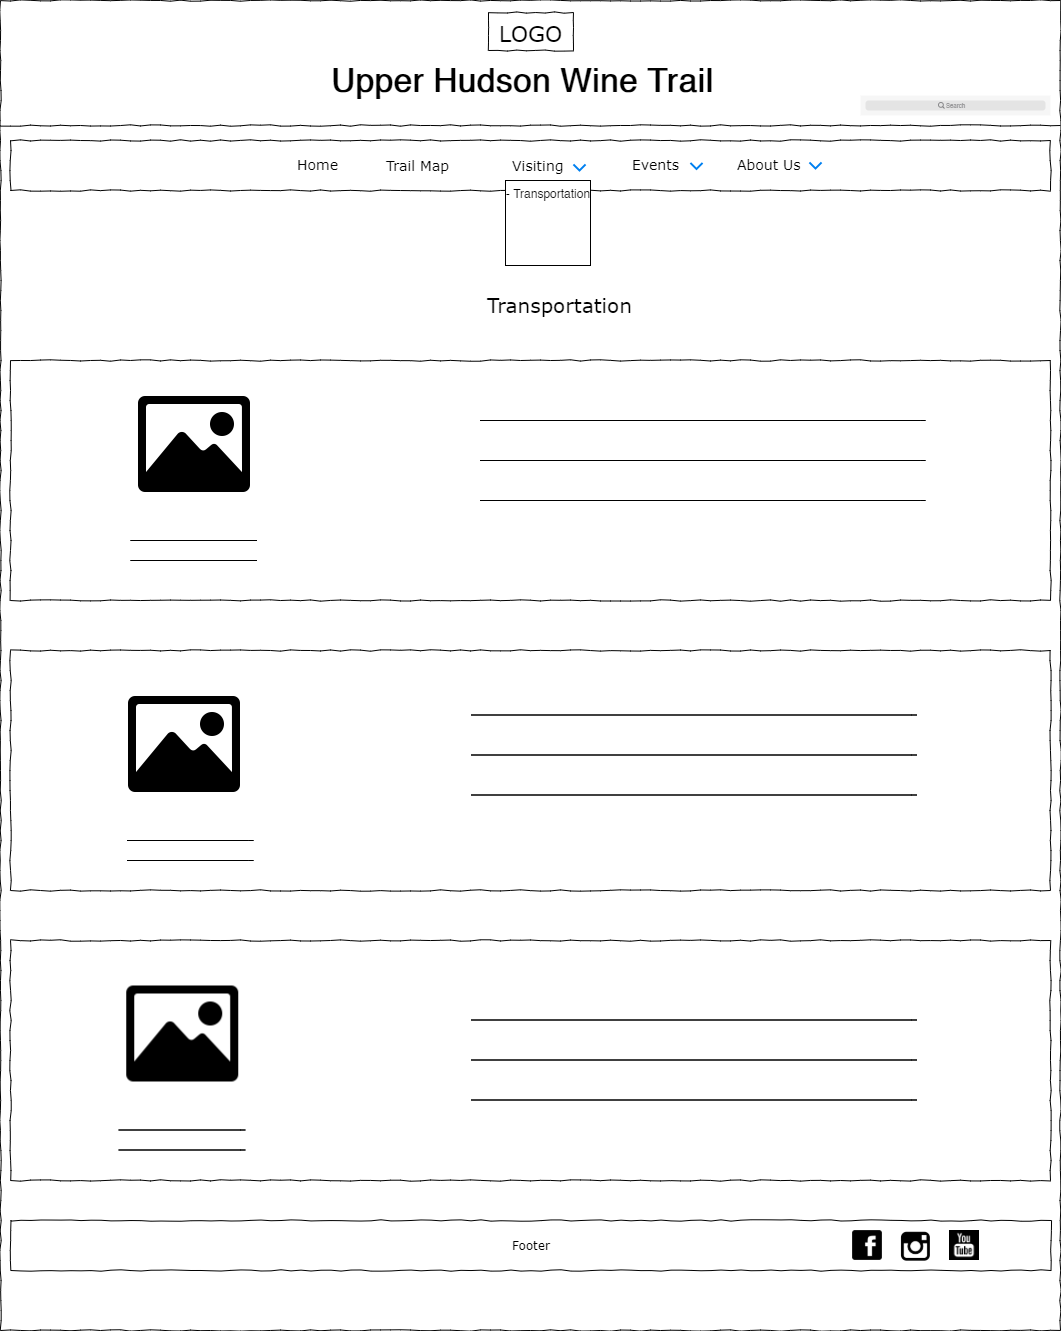 LOGO
Upper Hudson Wine Trail
Search
Home
Trail Map
Visiting
Events
About Us
- Transportation
Transportation
Footer
f
You
Tube